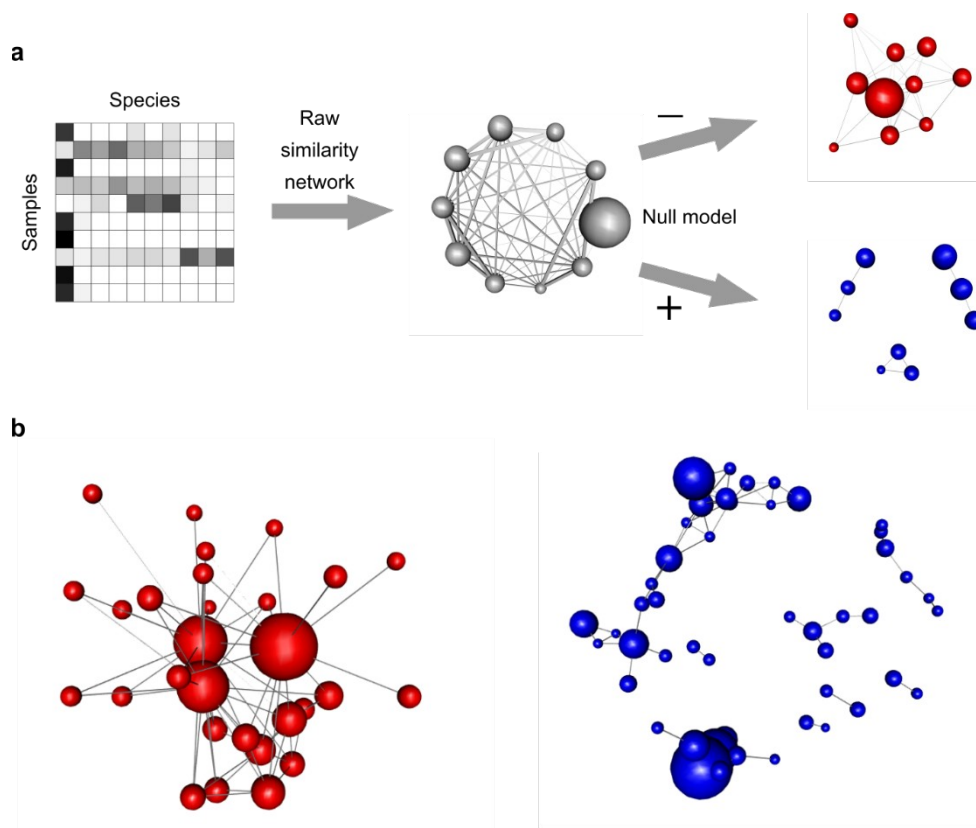 a
Species
Samples
Raw
similarity
network
−
Null model
+
b